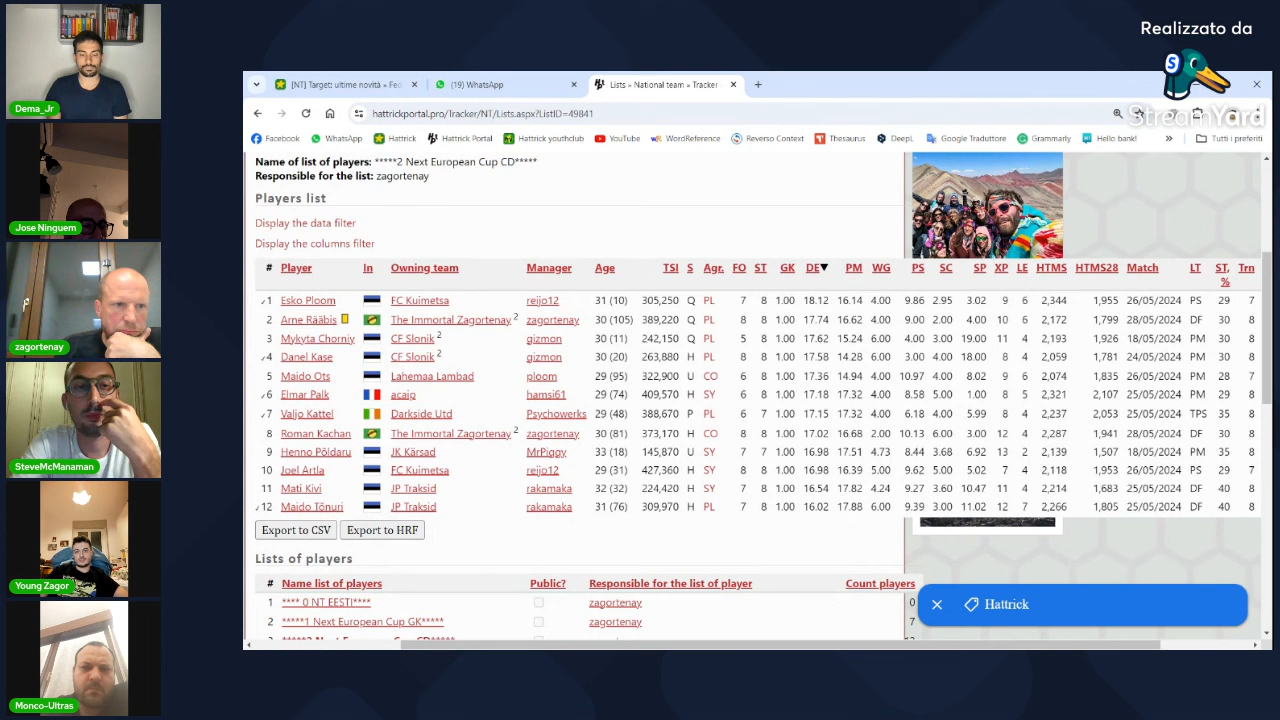 Realizzato da
StreamYard
Dema_Jr
Jose Ninguem
zagortenay
SteveMcManaman
Young Zagor
Monco-Ultras
[NT] Target: ultime novità » Fed
(19) WhatsApp
Lists » National team » Tracker
hattrickportal.pro/Tracker/NT/Lists.aspx?ListID=49841
Facebook WhatsApp Hattrick Hattrick Portal Hattrick youthclub YouTube WordReference Reverso Context Thesaurus DeepL Google Traduttore Grammarly Hello bank! » Tutti i preferiti
Name of list of players: *****2 Next European Cup CD*****
Responsible for the list: zagortenay
Players list
Display the data filter
Display the columns filter
# Player In Owning team Manager Age TSI S Agr. FO ST GK DE▼ PM WG PS SC SP XP LE HTMS HTMS28 Match LT ST, % Trn
✓1 Esko Ploom FC Kuimetsa reijo12 31 (10) 305,250 Q PL 7 8 1.00 18.12 16.14 4.00 9.86 2.95 3.02 9 6 2,344 1,955 26/05/2024 PS 29 7
2 Arne Rääbis The Immortal Zagortenay 2 zagortenay 30 (105) 389,220 Q PL 8 8 1.00 17.74 16.62 4.00 9.00 2.00 4.00 10 6 2,172 1,799 28/05/2024 DF 30 8
3 Mykyta Chorniy CF Slonik 2 gizmon 30 (11) 242,150 Q PL 7 8 1.00 17.62 15.24 6.00 4.00 3.00 19.00 11 4 2,193 1,926 18/05/2024 PM 30 8
✓4 Danel Kase CF Slonik 2 gizmon 30 (20) 263,880 H PL 7 8 1.00 17.58 14.28 6.00 3.00 4.00 18.00 8 4 2,059 1,781 24/05/2024 PM 30 8
5 Maido Ots Lahemaa Lambad ploom 29 (95) 322,900 U CO 7 8 1.00 17.36 14.94 4.00 10.97 4.00 8.02 9 6 2,074 1,835 26/05/2024 PM 28 7
✓6 Elmar Palk acaio hamsi61 29 (74) 409,570 H SY 6 8 1.00 17.18 17.32 4.00 8.58 5.00 1.00 8 5 2,321 2,107 25/05/2024 PM 29 8
✓7 Valjo Kattel Darkside Utd Psychowerks 29 (48) 388,670 P PL 6 7 1.00 17.15 17.32 4.00 6.18 4.00 5.99 8 4 2,237 2,053 25/05/2024 TPS 35 8
8 Roman Kachan The Immortal Zagortenay 2 zagortenay 30 (81) 373,170 H CO 8 8 1.00 17.02 16.68 2.00 10.13 6.00 3.00 12 4 2,287 1,941 28/05/2024 DF 30 8
9 Henno Põldaru JK Kärsad MrPiggy 33 (18) 145,870 U SY 7 7 1.00 16.98 17.51 4.73 8.44 3.68 6.92 13 2 2,139 1,507 18/05/2024 PM 35 8
10 Joel Artla FC Kuimetsa reijo12 29 (31) 427,360 H SY 8 8 1.00 16.98 16.39 5.00 9.62 5.00 5.02 7 4 2,118 1,953 26/05/2024 PS 29 7
11 Mati Kivi JP Traksid rakamaka 32 (32) 224,420 H SY 7 8 1.00 16.54 17.82 4.24 9.27 3.60 10.47 11 4 2,214 1,683 25/05/2024 DF 40 8
✓12 Maido Tõnuri JP Traksid rakamaka 31 (76) 309,970 H PL 7 8 1.00 16.02 17.88 6.00 9.39 3.00 11.02 12 7 2,266 1,805 25/05/2024 DF 40 8
Export to CSV Export to HRF
Lists of players
# Name list of players Public? Responsible for the list of player Count players
1 **** 0 NT EESTI**** zagortenay 0
2 *****1 Next European Cup GK***** zagortenay 7
Hattrick